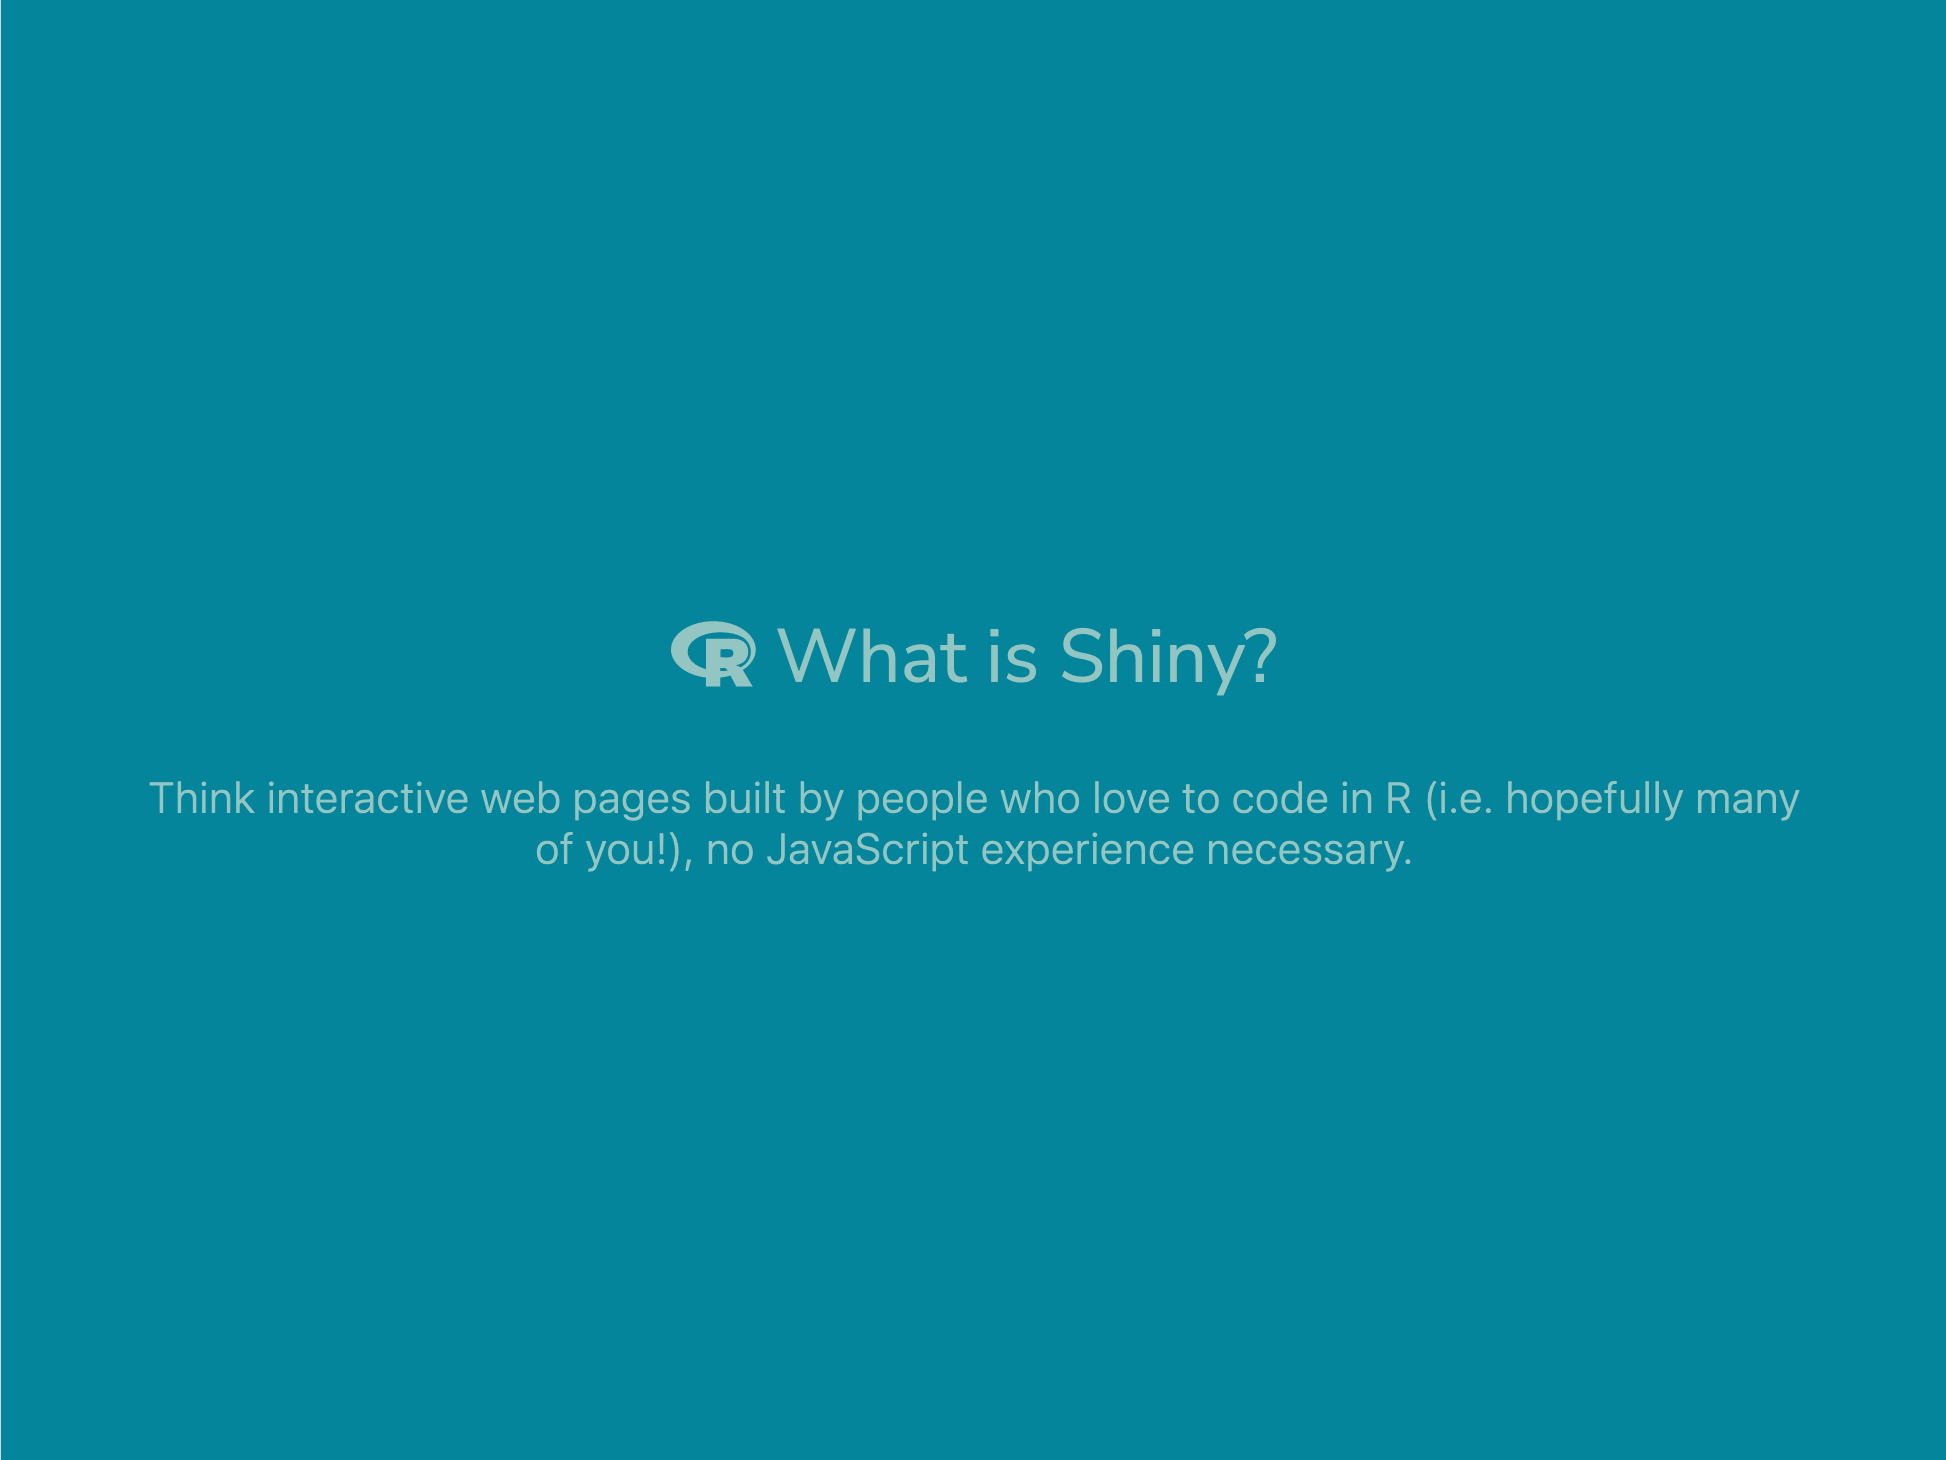 R What is Shiny?
Think interactive web pages built by people who love to code in R (i.e. hopefully many
of you!), no JavaScript experience necessary.